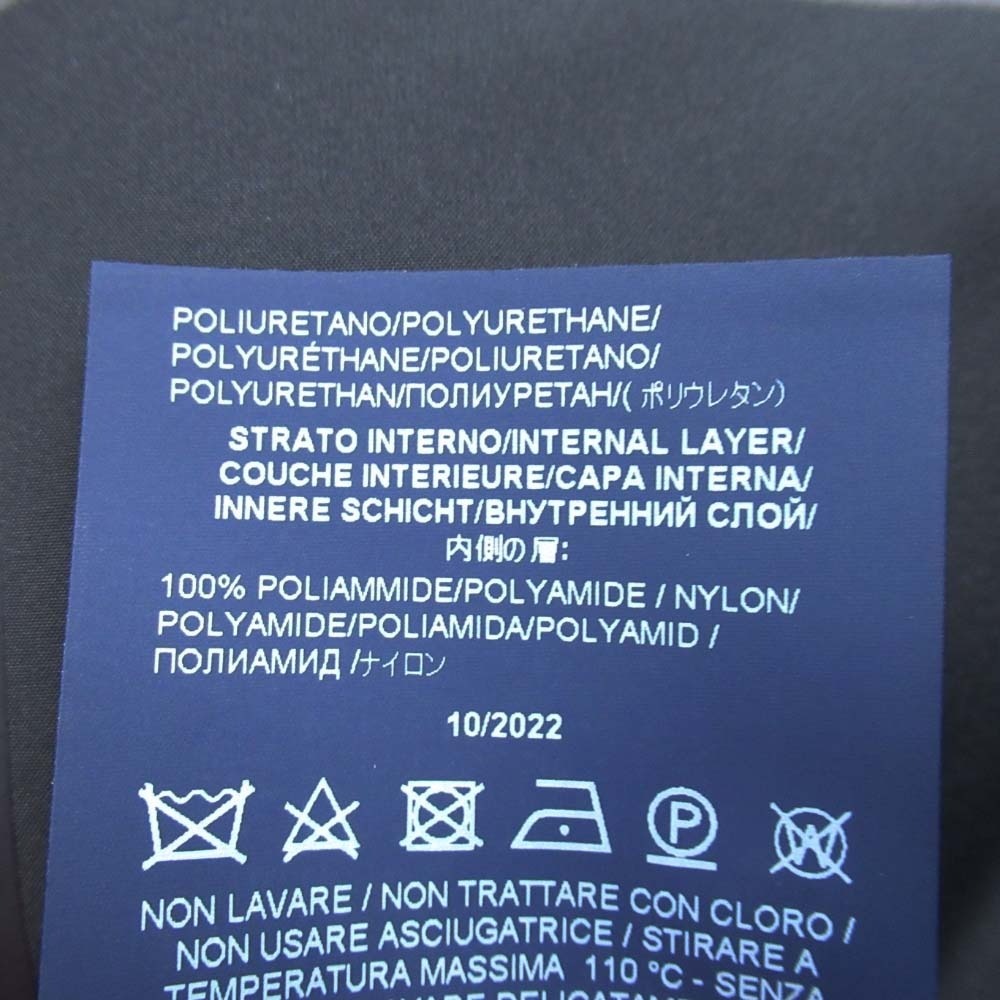 POLIURETANO/POLYURETHANE/
POLYURÉTHANE/POLIURETANO/
POLYURETHAN/ПОЛИУРЕТАН/( ポリウレタン)
STRATO INTERNO/INTERNAL LAYER/
COUCHE INTERIEURE/CAPA INTERNA/
INNERE SCHICHT/ВНУТРЕННИЙ СЛОЙ/
内側の層:
100% POLIAMMIDE/POLYAMIDE / NYLON/
POLYAMIDE/POLIAMIDA/POLYAMID /
ПОЛИАМИД /ナイロン
10/2022
P W
NON LAVARE / NON TRATTARE CON CLORO /
NON USARE ASCIUGATRICE / STIRARE A
TEMPERATURA MASSIMA 110 °C - SENZA